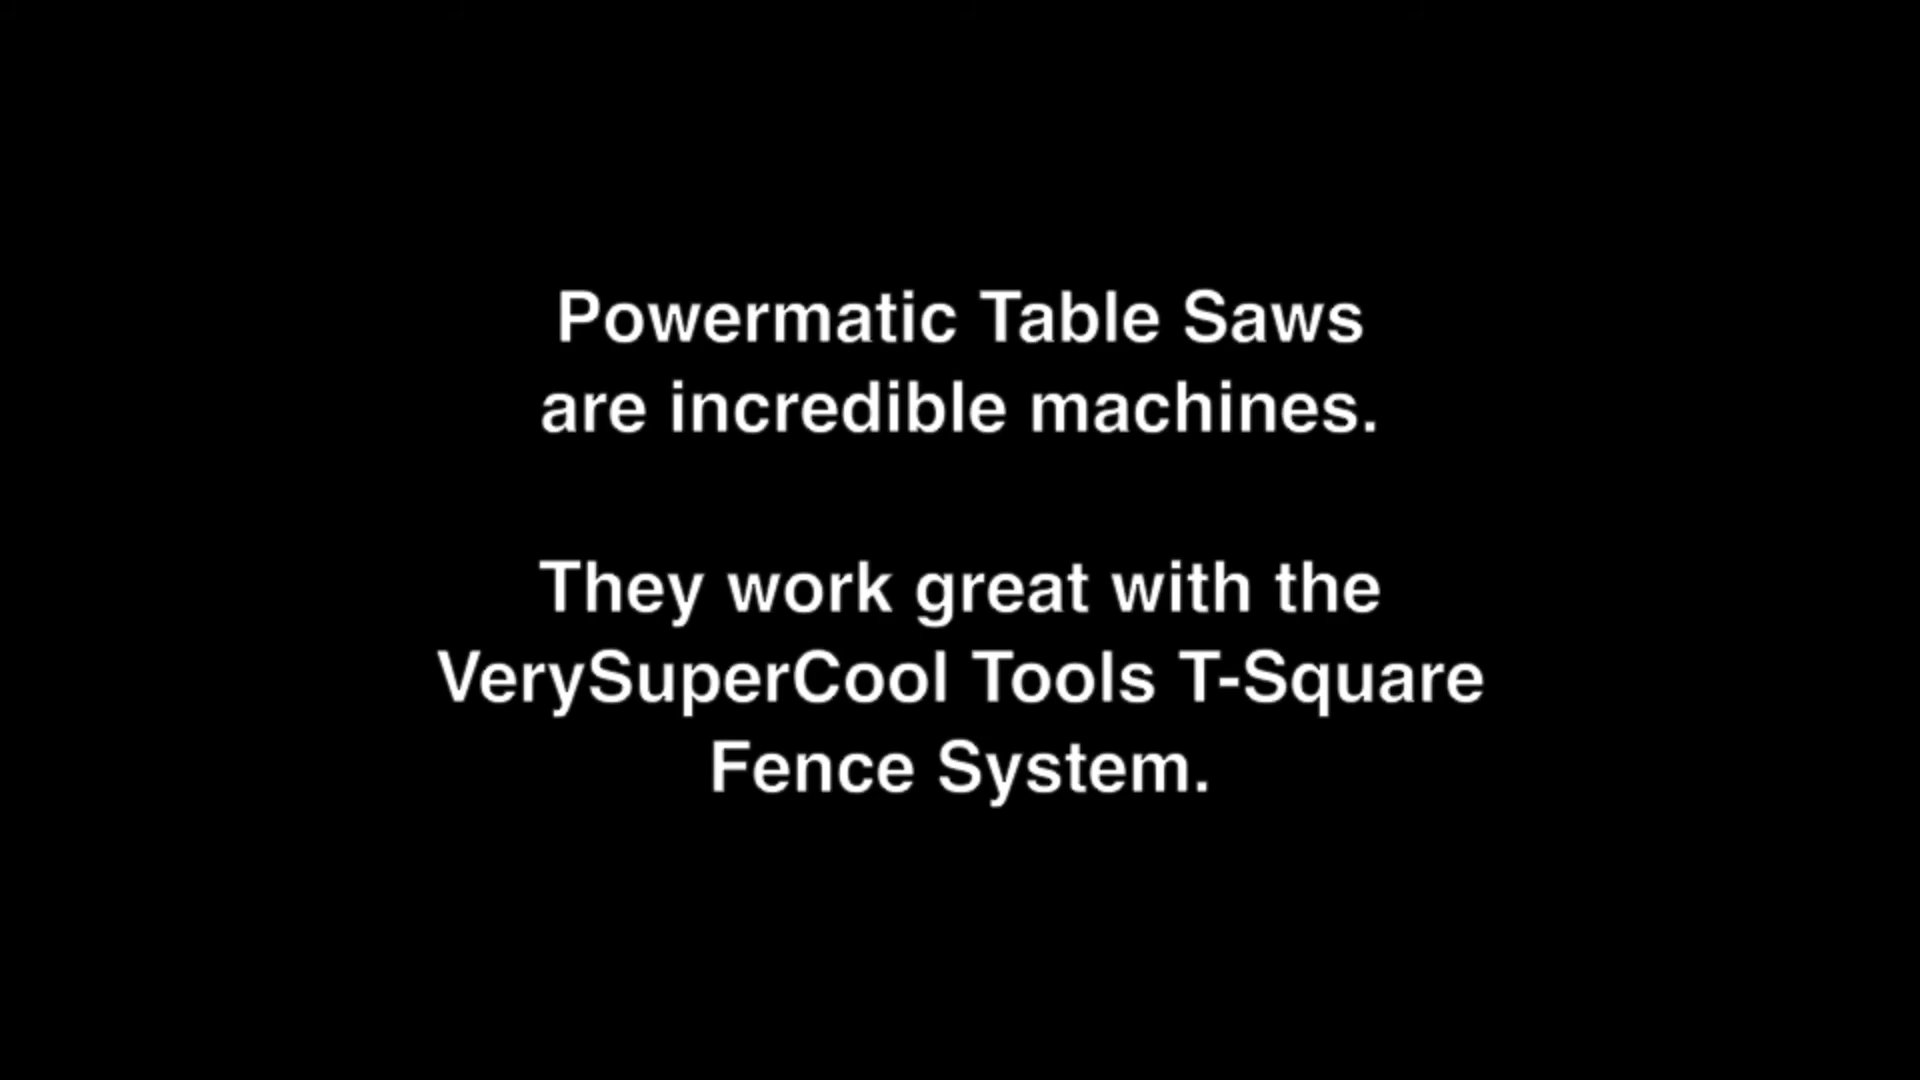 Powermatic Table Saws
are incredible machines.
They work great with the
VerySuperCool Tools T-Square
Fence System.